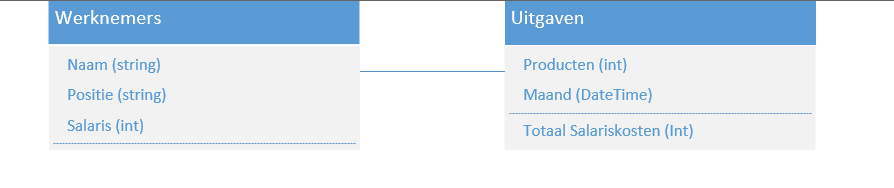 Werknemers
Naam (string)
Positie (string)
Salaris (int)
Uitgaven
Producten (int)
Maand (DateTime)
Totaal Salariskosten (Int)